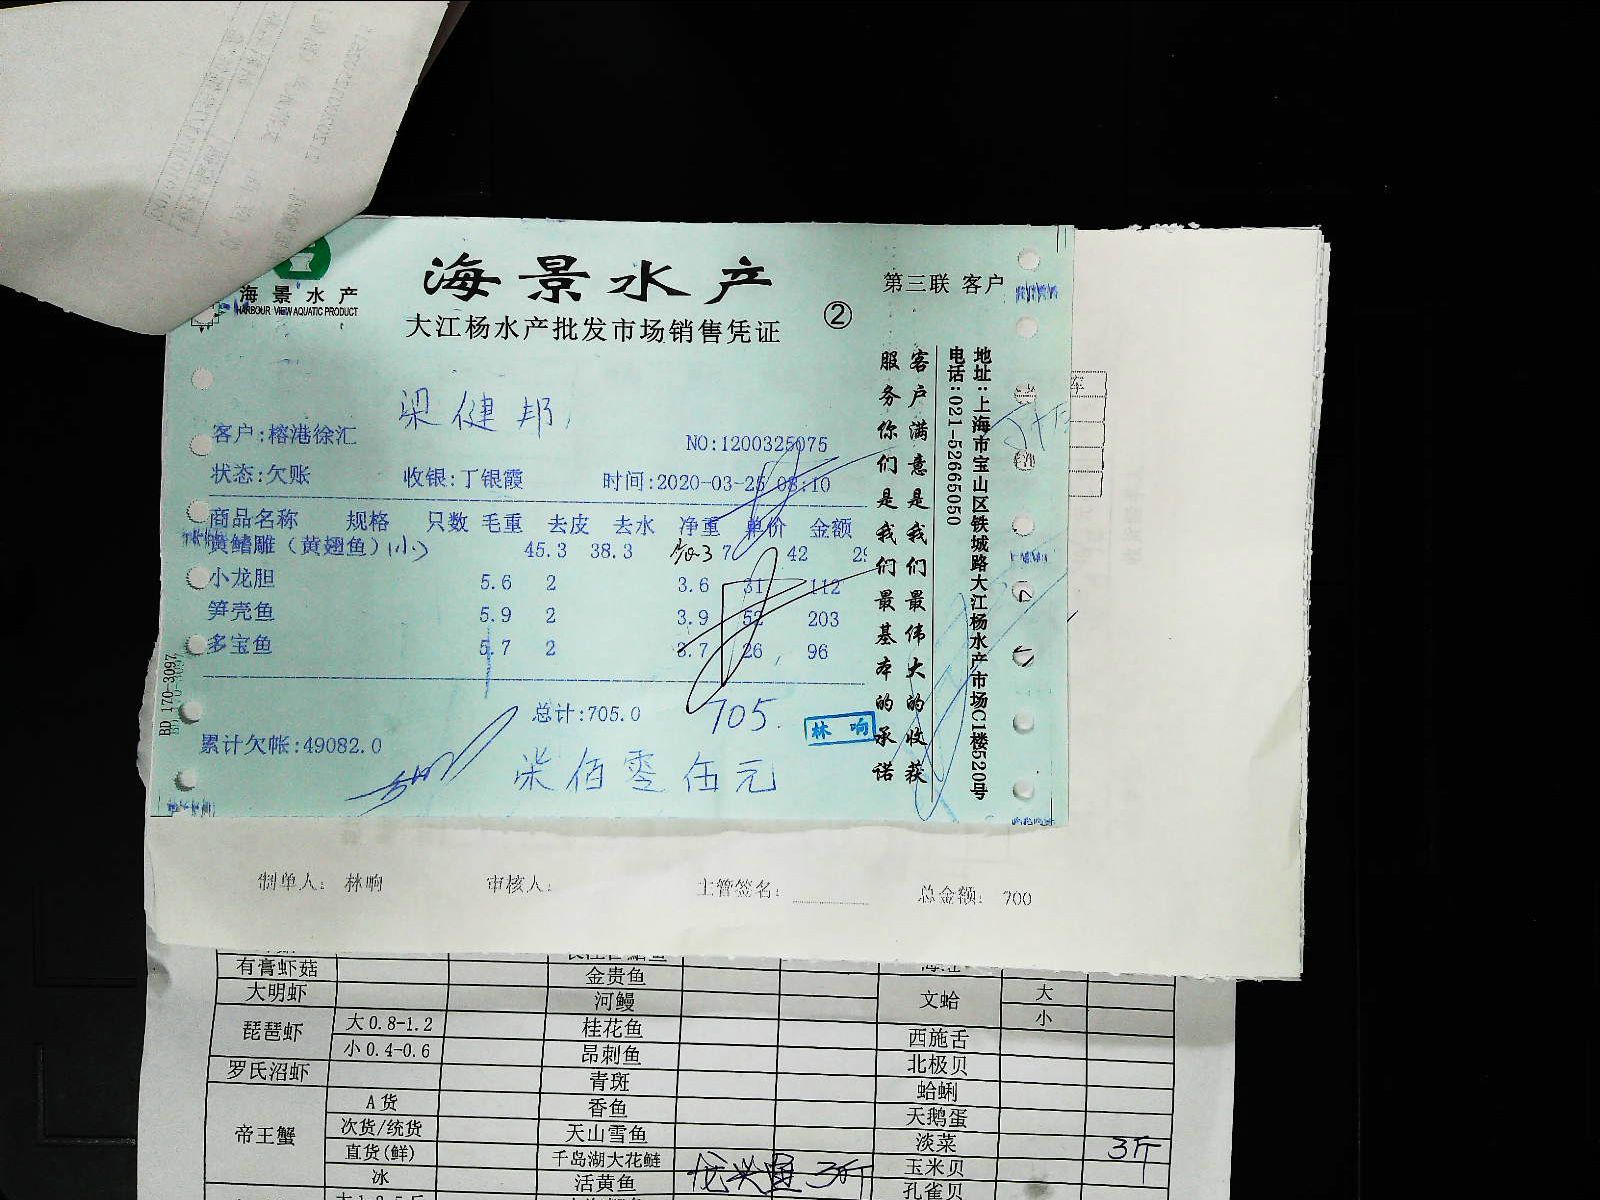 海景水产
HARBOUR VIEW AQUATIC PRODUCT
海景水产
大江杨水产批发市场销售凭证
②
第三联 客户
梁健邦
客户:榕港徐汇
NO:1200325075
状态:欠账 收银:丁银霞 时间:2020-03-25 08:10
商品名称 规格 只数 毛重 去皮 去水 净重 单价 金额
黄鳍雕（黄翅鱼）(小) 45.3 38.3 7 42 29
小龙胆 5.6 2 3.6 31 112
笋壳鱼 5.9 2 3.9 52 203
多宝鱼 5.7 2 3.7 26 96
总计:705.0
705.
林响
累计欠帐:49082.0
柒佰零伍元
客户满意是我们最伟大的收获
服务你们是我们最基本的承诺
地址:上海市宝山区铁城路大江杨水产市场C1楼520号
电话:021-52665050
BD 170-3097
车
制单人: 林响 审核人: 主管签名: 总金额: 700
有膏虾菇 金贵鱼
大明虾 河鳗 文蛤 大
小
琵琶虾 大0.8-1.2 桂花鱼 西施舌
小0.4-0.6 昂刺鱼 北极贝
罗氏沼虾 青斑 蛤蜊
帝王蟹 A货 香鱼 天鹅蛋
次货/统货 天山雪鱼 淡菜 3斤
直货(鲜) 千岛湖大花鲢 3斤 玉米贝
冰 活黄鱼 孔雀贝